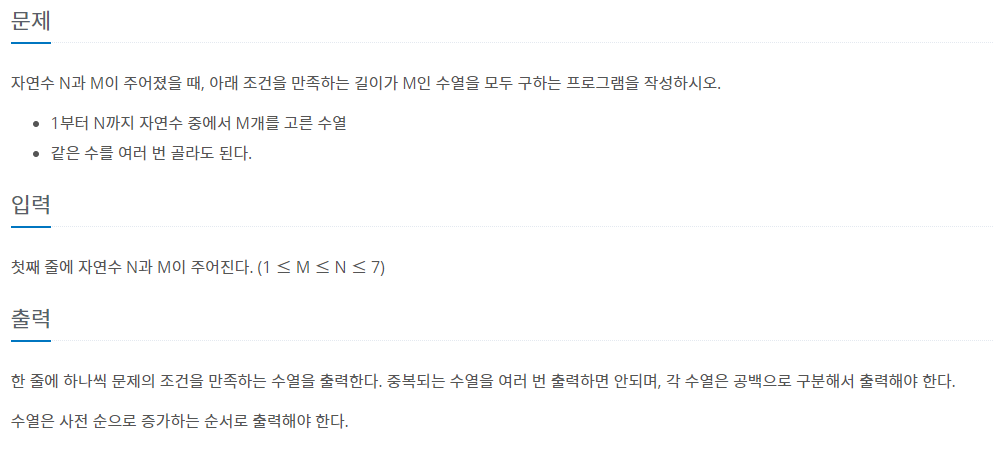 문제
자연수 N과 M이 주어졌을 때, 아래 조건을 만족하는 길이가 M인 수열을 모두 구하는 프로그램을 작성하시오.
• 1부터 N까지 자연수 중에서 M개를 고른 수열
• 같은 수를 여러 번 골라도 된다.
입력
첫째 줄에 자연수 N과 M이 주어진다. (1 ≤ M ≤ N ≤ 7)
출력
한 줄에 하나씩 문제의 조건을 만족하는 수열을 출력한다. 중복되는 수열을 여러 번 출력하면 안되며, 각 수열은 공백으로 구분해서 출력해야 한다.
수열은 사전 순으로 증가하는 순서로 출력해야 한다.